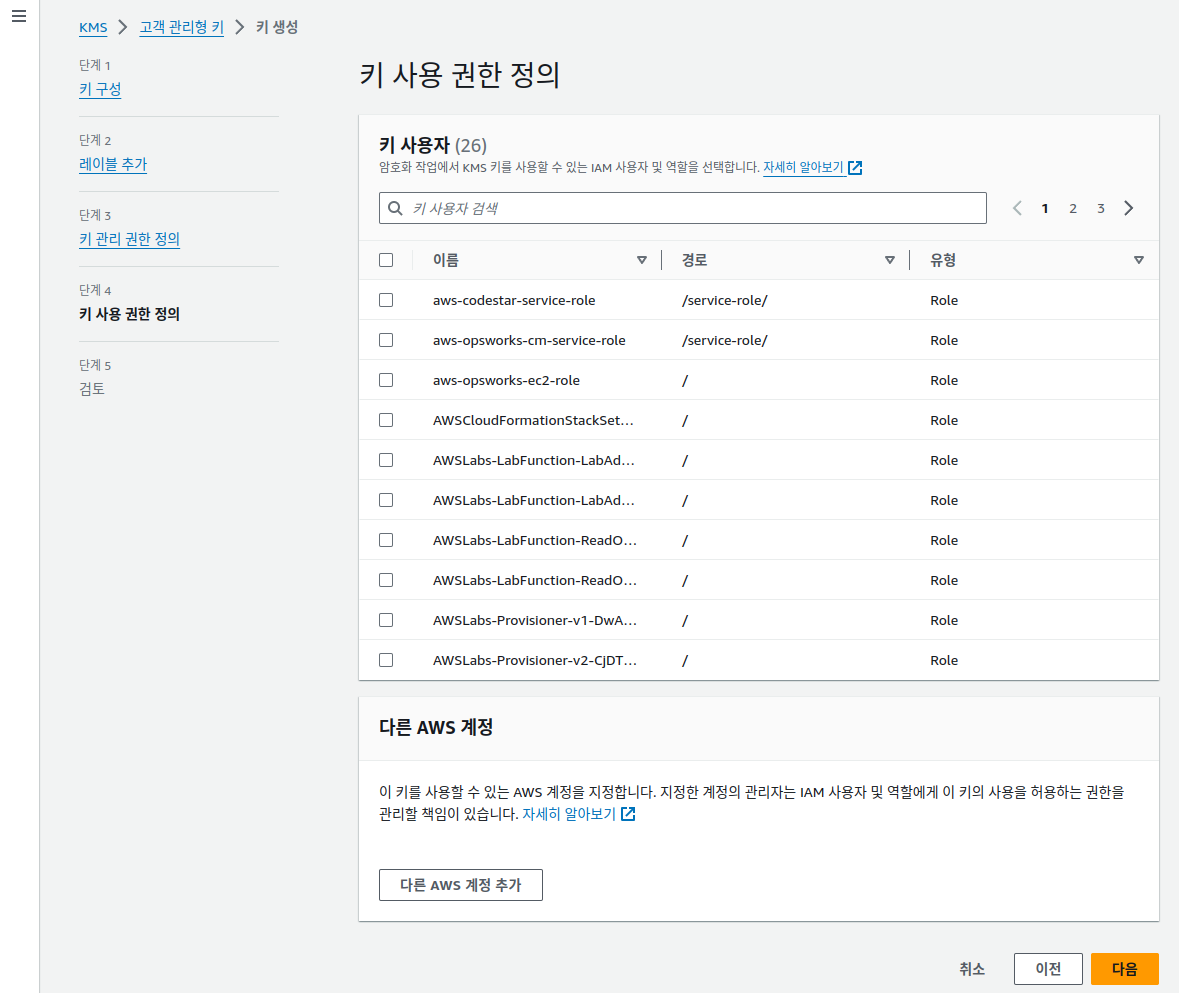 KMS > 고객 관리형 키 > 키 생성
단계 1
키 구성
단계 2
레이블 추가
단계 3
키 관리 권한 정의
단계 4
키 사용 권한 정의
단계 5
검토
키 사용 권한 정의
키 사용자 (26)
암호화 작업에서 KMS 키를 사용할 수 있는 IAM 사용자 및 역할을 선택합니다. 자세히 알아보기
키 사용자 검색
1 2 3
이름 경로 유형
aws-codestar-service-role /service-role/ Role
aws-opsworks-cm-service-role /service-role/ Role
aws-opsworks-ec2-role / Role
AWSCloudFormationStackSet... / Role
AWSLabs-LabFunction-LabAd... / Role
AWSLabs-LabFunction-LabAd... / Role
AWSLabs-LabFunction-ReadO... / Role
AWSLabs-LabFunction-ReadO... / Role
AWSLabs-Provisioner-v1-DwA... / Role
AWSLabs-Provisioner-v2-CjDT... / Role
다른 AWS 계정
이 키를 사용할 수 있는 AWS 계정을 지정합니다. 지정한 계정의 관리자는 IAM 사용자 및 역할에게 이 키의 사용을 허용하는 권한을
관리할 책임이 있습니다. 자세히 알아보기
다른 AWS 계정 추가
취소 이전 다음